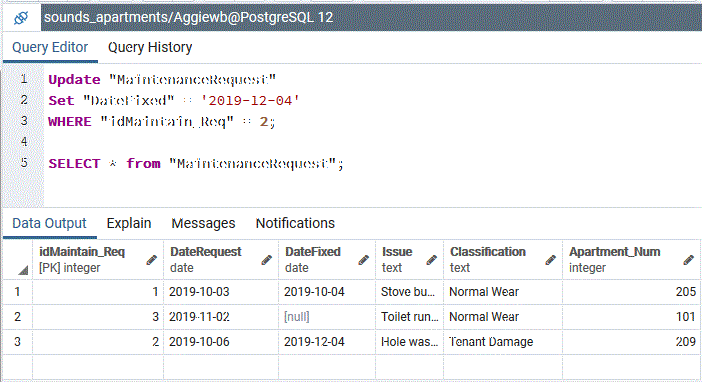 sounds_apartments/Aggiewb@PostgreSQL 12
Query Editor Query History
1 Update "MaintenanceRequest"
2 Set "DateFixed" = '2019-12-04'
3 WHERE "idMaintain_Req" = 2;
4
5 SELECT * from "MaintenanceRequest";
Data Output Explain Messages Notifications
idMaintain_Req DateRequest DateFixed Issue Classification Apartment_Num
[PK] integer date date text text integer
1 1 2019-10-03 2019-10-04 Stove bu... Normal Wear 205
2 3 2019-11-02 [null] Toilet run... Normal Wear 101
3 2 2019-10-06 2019-12-04 Hole was... Tenant Damage 209